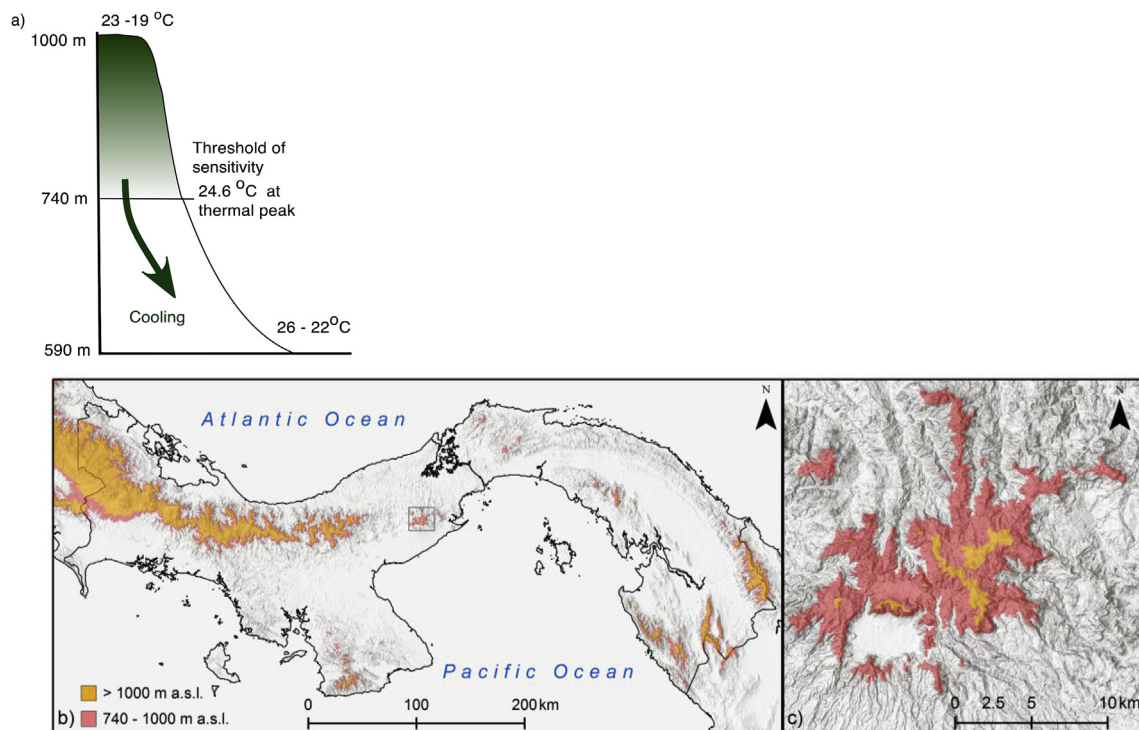 a)
23 -19 °C
1000 m
Threshold of
sensitivity
24.6 °C at
740 m
thermal peak
Cooling
26 - 22°C
590 m
Atlantic Ocean
N
Pacific Ocean
> 1000 m a.s.l.
740 - 1000 m a.s.l.
b)
0 100 200 km
N
c)
0 2.5 5 10 km